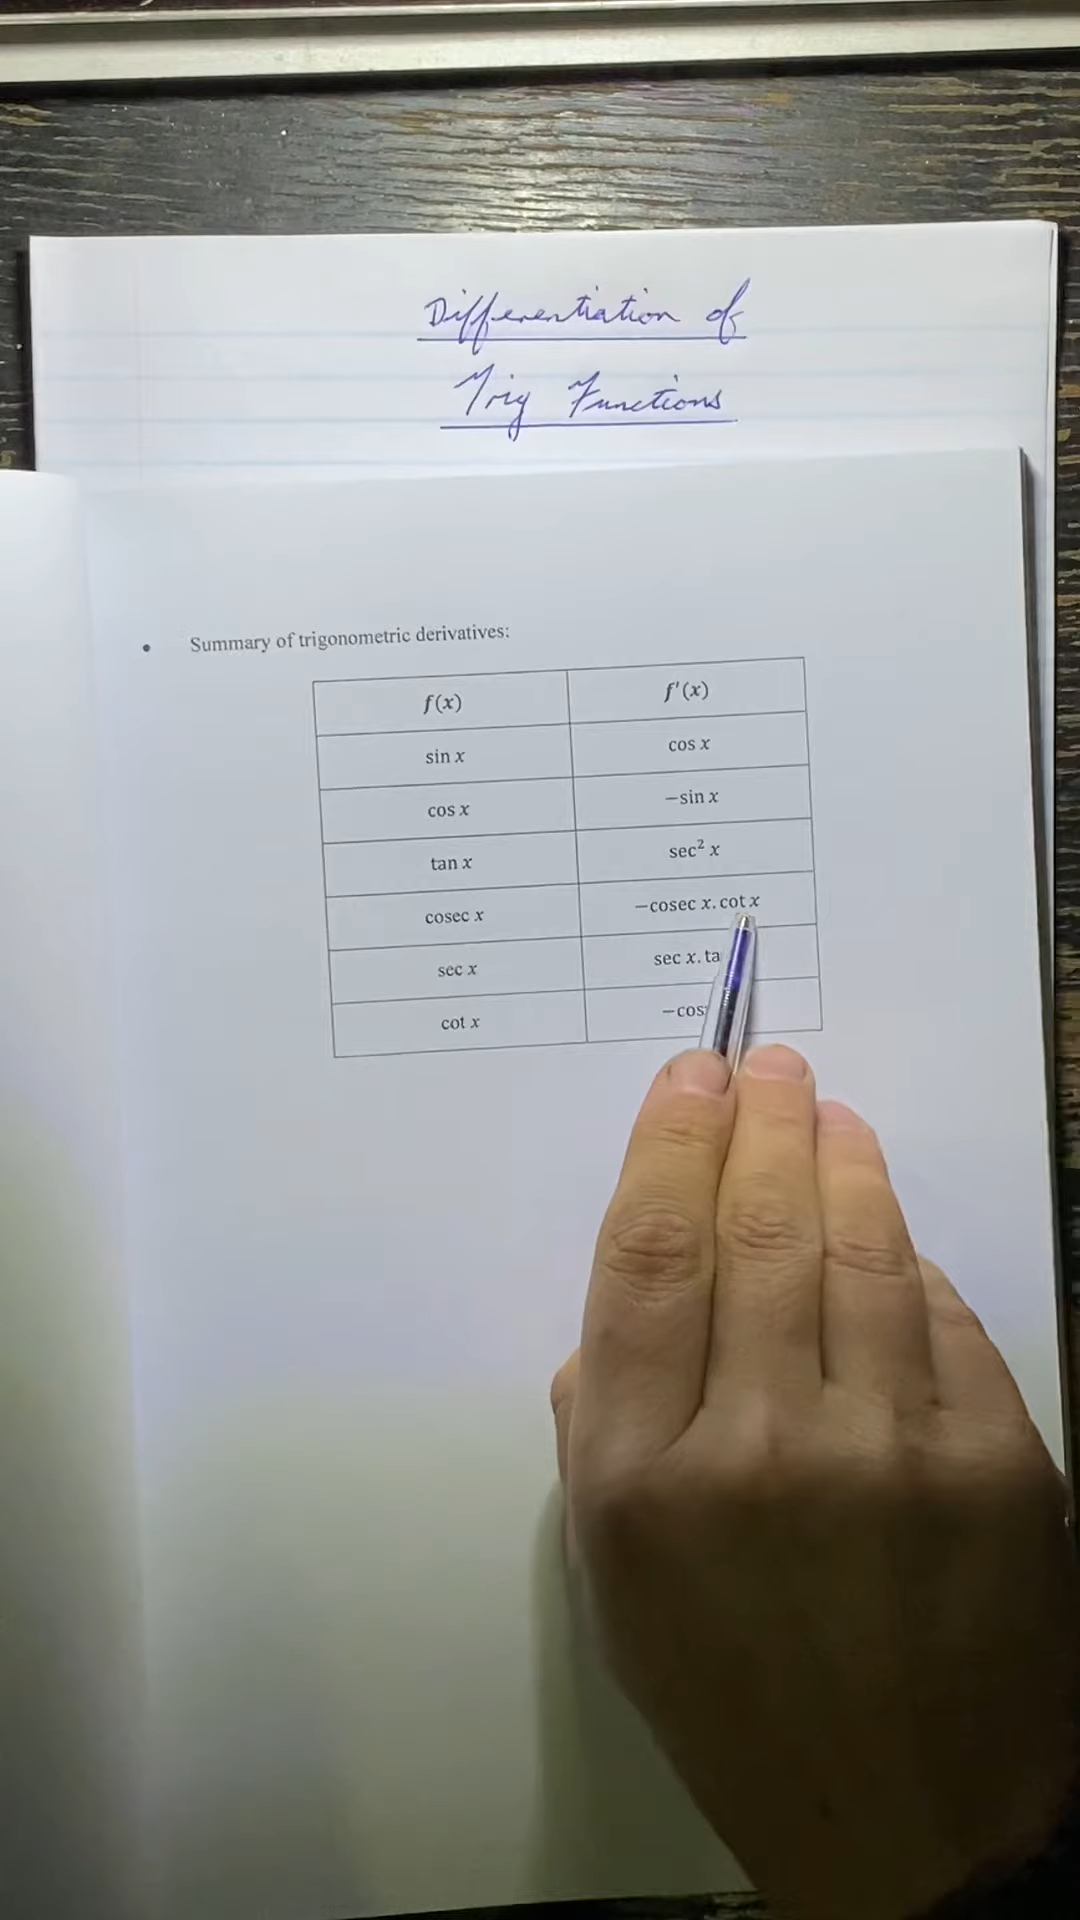 Differentiation of
Trig Functions
• Summary of trigonometric derivatives:
f(x) f'(x)
sin x cos x
cos x −sin x
tan x sec² x
cosec x −cosec x. cot x
sec x sec x. ta
cot x −cos